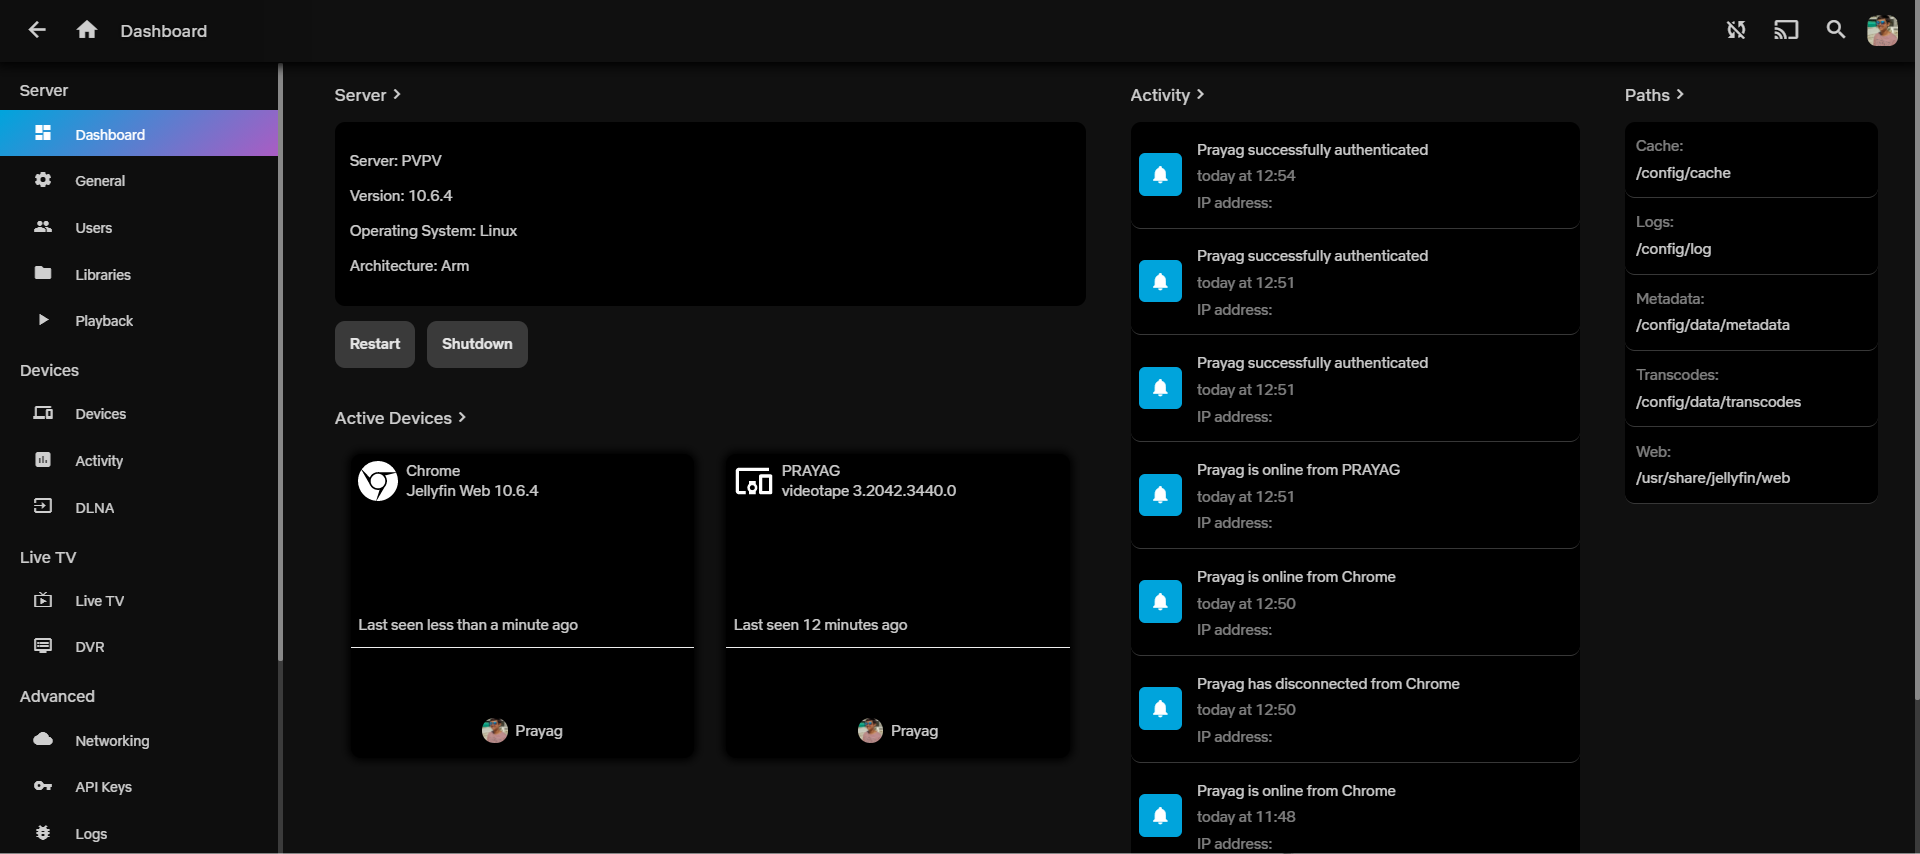 Dashboard
Server
Dashboard
General
Users
Libraries
Playback
Devices
Devices
Activity
DLNA
Live TV
Live TV
DVR
Advanced
Networking
API Keys
Logs
Server
Server: PVPV
Version: 10.6.4
Operating System: Linux
Architecture: Arm
Restart
Shutdown
Active Devices
Chrome
Jellyfin Web 10.6.4
Last seen less than a minute ago
Prayag
PRAYAG
videotape 3.2042.3440.0
Last seen 12 minutes ago
Prayag
Activity
Prayag successfully authenticated
today at 12:54
IP address:
Prayag successfully authenticated
today at 12:51
IP address:
Prayag successfully authenticated
today at 12:51
IP address:
Prayag is online from PRAYAG
today at 12:51
IP address:
Prayag is online from Chrome
today at 12:50
IP address:
Prayag has disconnected from Chrome
today at 12:50
IP address:
Prayag is online from Chrome
today at 11:48
IP address:
Paths
Cache:
/config/cache
Logs:
/config/log
Metadata:
/config/data/metadata
Transcodes:
/config/data/transcodes
Web:
/usr/share/jellyfin/web